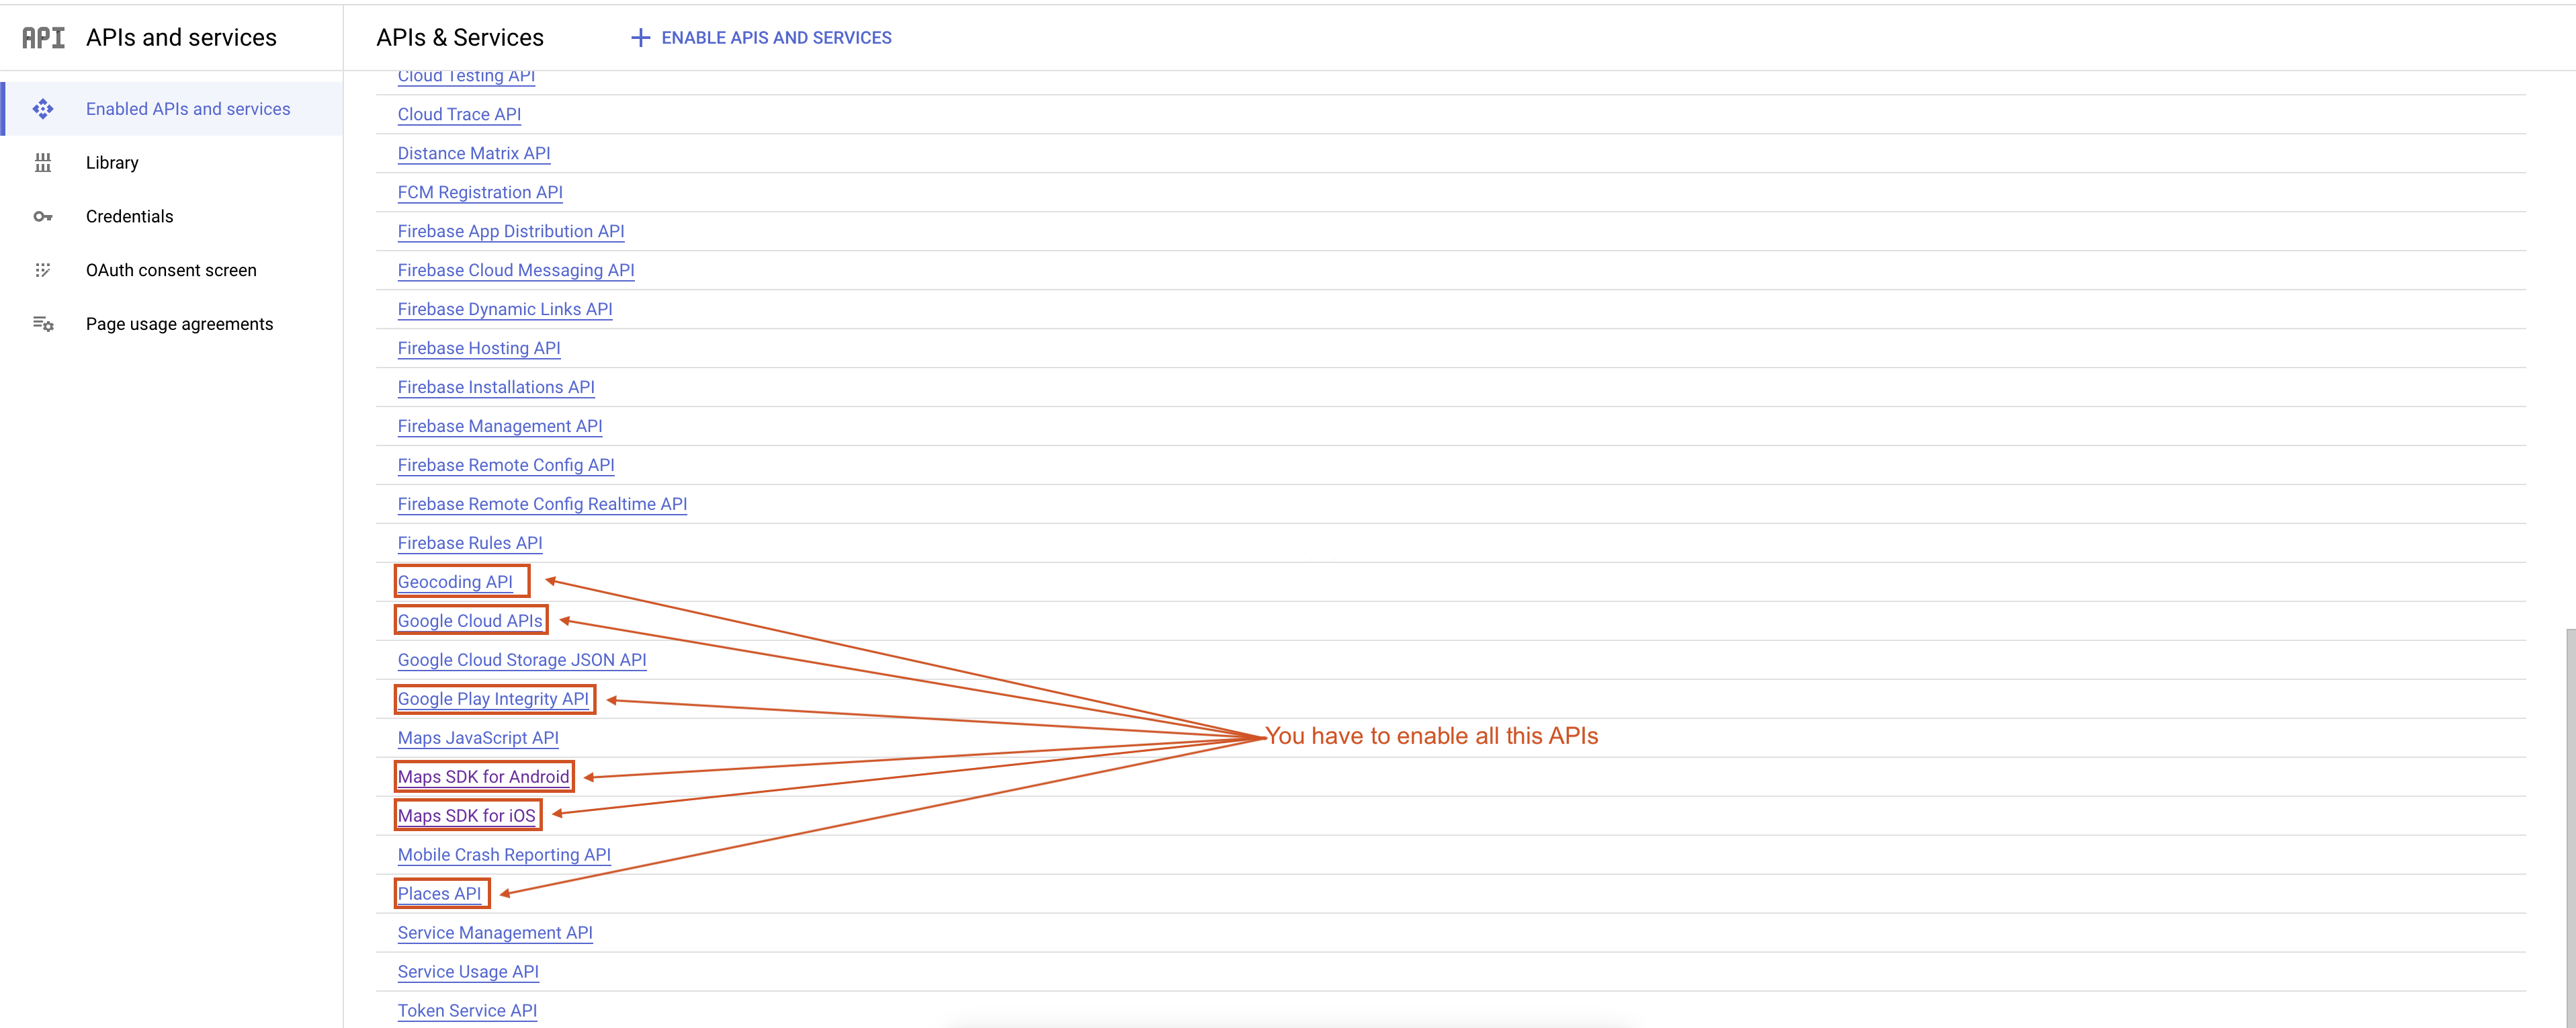 API APIs and services
Enabled APIs and services
Library
Credentials
OAuth consent screen
Page usage agreements
APIs & Services
ENABLE APIS AND SERVICES
Cloud Testing API
Cloud Trace API
Distance Matrix API
FCM Registration API
Firebase App Distribution API
Firebase Cloud Messaging API
Firebase Dynamic Links API
Firebase Hosting API
Firebase Installations API
Firebase Management API
Firebase Remote Config API
Firebase Remote Config Realtime API
Firebase Rules API
Geocoding API
Google Cloud APIs
Google Cloud Storage JSON API
Google Play Integrity API
Maps JavaScript API
Maps SDK for Android
Maps SDK for iOS
Mobile Crash Reporting API
Places API
Service Management API
Service Usage API
Token Service API
You have to enable all this APIs